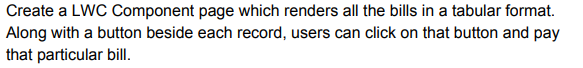 Create a LWC Component page which renders all the bills in a tabular format.
Along with a button beside each record, users can click on that button and pay
that particular bill.